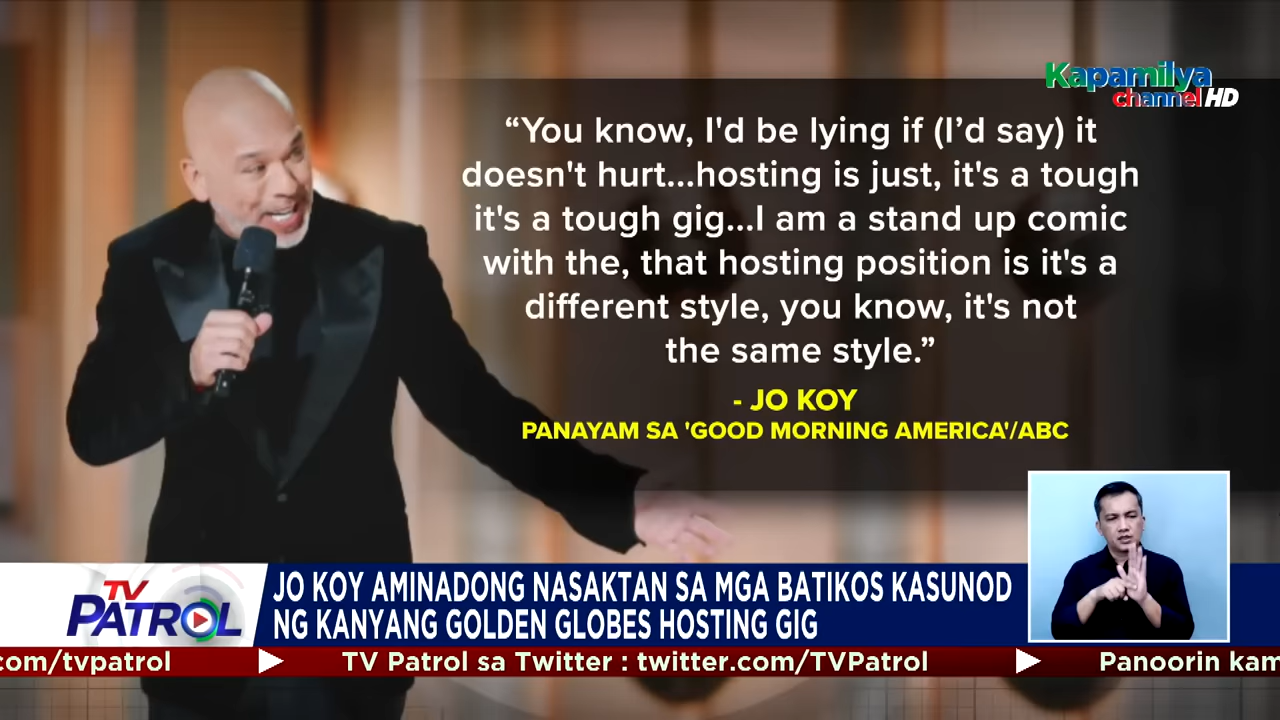 Kapamilya
channel HD
“You know, I'd be lying if (I’d say) it
doesn't hurt...hosting is just, it's a tough
it's a tough gig...I am a stand up comic
with the, that hosting position is it's a
different style, you know, it's not
the same style.”
- JO KOY
PANAYAM SA 'GOOD MORNING AMERICA'/ABC
TV
PATROL
JO KOY AMINADONG NASAKTAN SA MGA BATIKOS KASUNOD
NG KANYANG GOLDEN GLOBES HOSTING GIG
com/tvpatrol TV Patrol sa Twitter : twitter.com/TVPatrol Panoorin kam